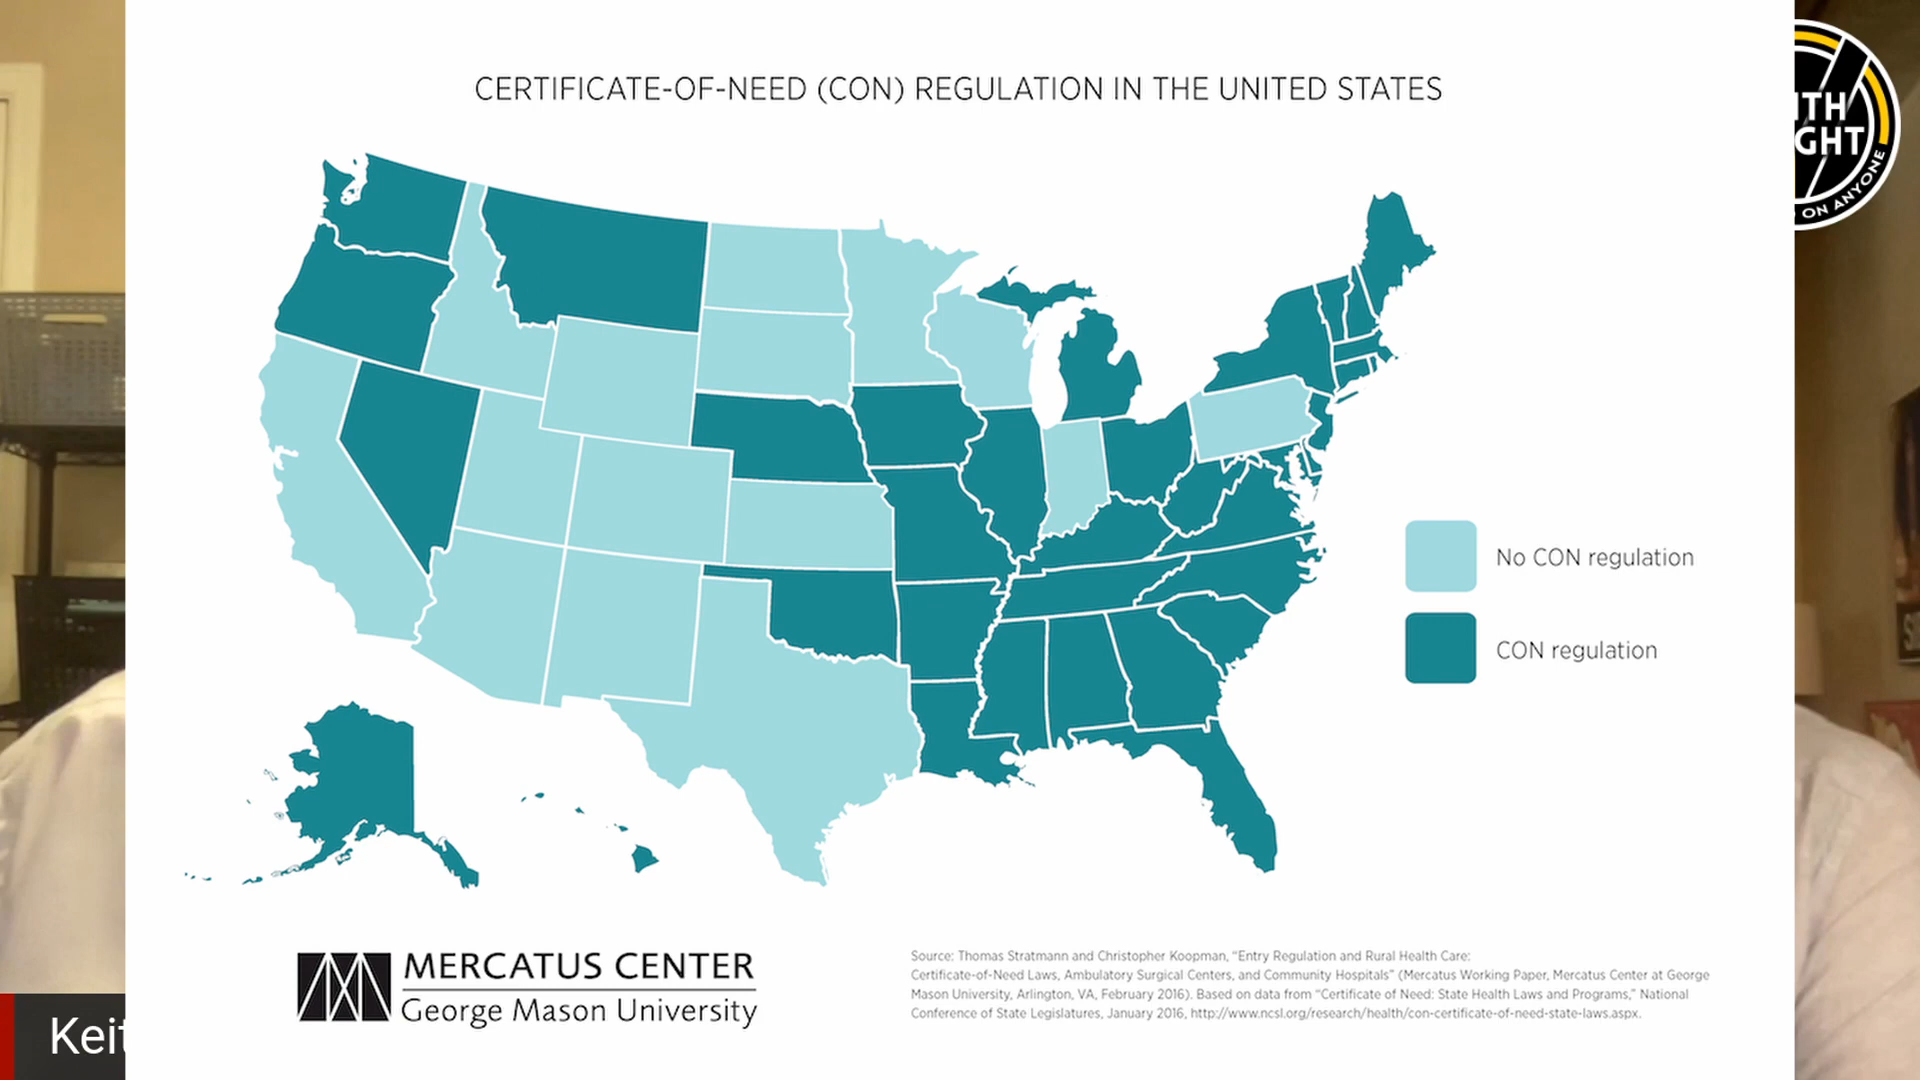 CERTIFICATE-OF-NEED (CON) REGULATION IN THE UNITED STATES
ITH
GHT
ON ANYONE
No CON regulation
CON regulation
MERCATUS CENTER
George Mason University
Source: Thomas Stratmann and Christopher Koopman, "Entry Regulation and Rural Health Care:
Certificate-of-Need Laws, Ambulatory Surgical Centers, and Community Hospitals" (Mercatus Working Paper, Mercatus Center at George
Mason University, Arlington, VA, February 2016). Based on data from "Certificate of Need: State Health Laws and Programs," National
Conference of State Legislatures, January 2016, http://www.ncsl.org/research/health/con-certificate-of-need-state-laws.aspx.
Keit